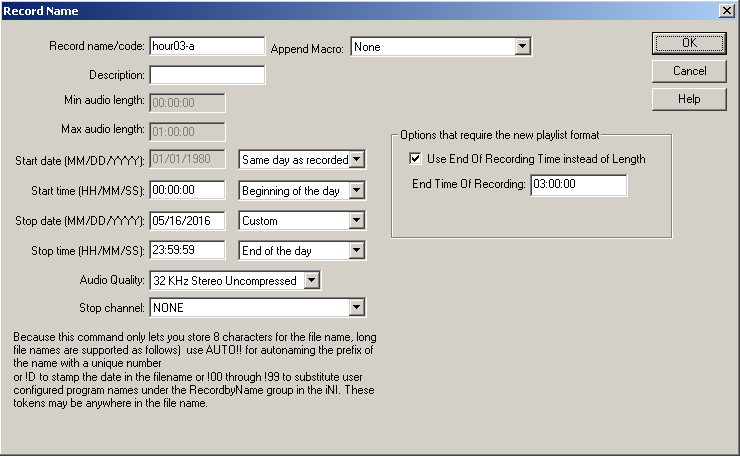 Record Name
Record name/code: hour03-a Append Macro: None OK
Description: Cancel
Min audio length: 00:00:00 Help
Max audio length: 01:00:00
Options that require the new playlist format
Start date (MM/DD/YYYY): 01/01/1980 Same day as recorded
Use End Of Recording Time instead of Length
Start time (HH/MM/SS): 00:00:00 Beginning of the day
End Time Of Recording: 03:00:00
Stop date (MM/DD/YYYY): 05/16/2016 Custom
Stop time (HH/MM/SS): 23:59:59 End of the day
Audio Quality: 32 KHz Stereo Uncompressed
Stop channel: NONE
Because this command only lets you store 8 characters for the file name, long
file names are supported as follows) use AUTO!! for autonaming the prefix of
the name with a unique number
or !D to stamp the date in the filename or !00 through !99 to substitute user
configured program names under the RecordbyName group in the iNI. These
tokens may be anywhere in the file name.